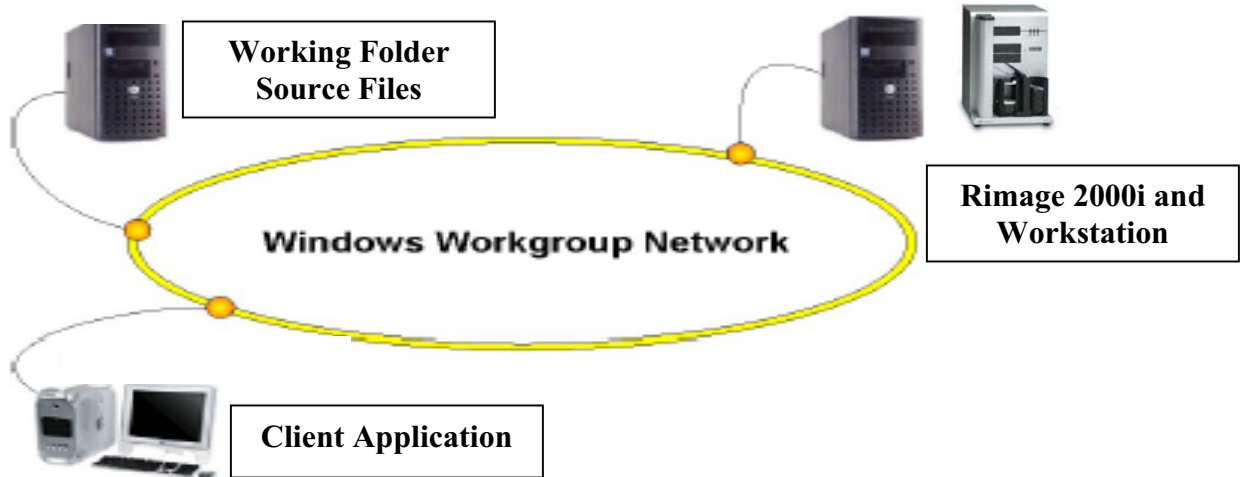 Working Folder
Source Files
Rimage 2000i and
Workstation
Windows Workgroup Network
Client Application